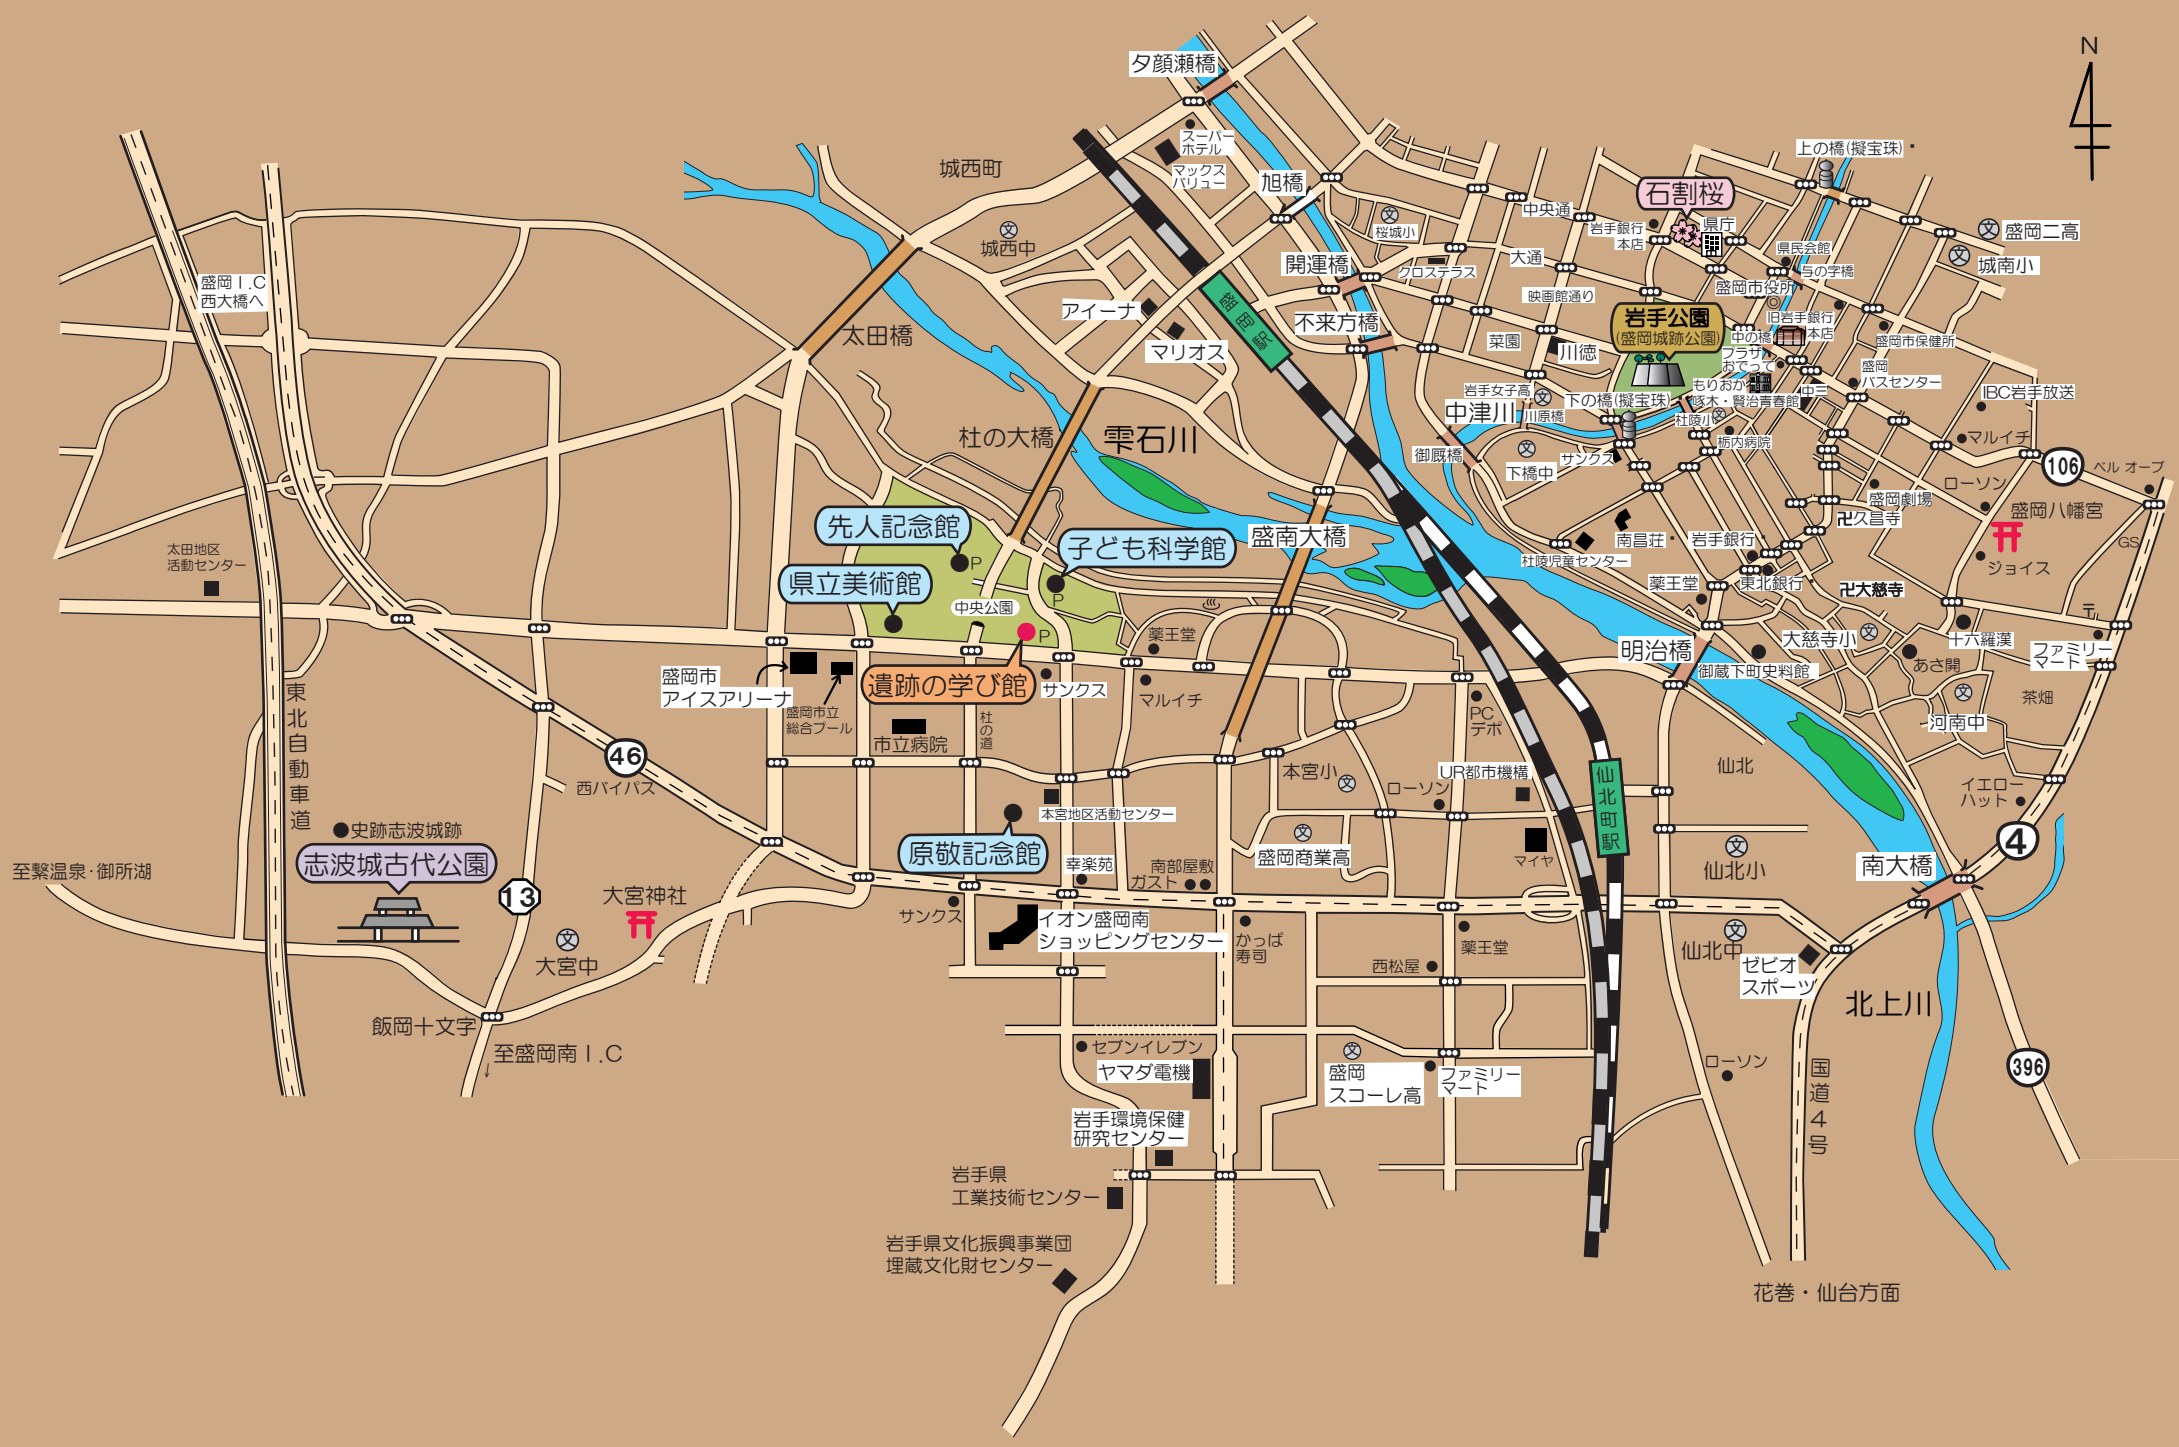 N
夕顔瀬橋
スーパー
ホテル
マックス
バリュー
城西町
文
城西中
旭橋
文
桜城小
中央通
石割桜
岩手銀行
本店
県庁
上の橋(擬宝珠)
文
盛岡二高
文
城南小
県民会館
与の字橋
盛岡市役所
開運橋
クロステラス
大通
映画館通り
盛岡I.C
西大橋へ
太田橋
アイーナ
マリオス
盛岡駅
不来方橋
菜園
川徳
岩手公園
(盛岡城跡公園)
旧岩手銀行
本店
中の橋
プラザ
おでって
盛岡市保健所
盛岡
バスセンター
もりおか
啄木・賢治青春館
中三
IBC岩手放送
岩手女子高
文
中津川
川原橋
下の橋(擬宝珠)
杜陵小
文
栃内病院
マルイチ
杜の大橋
雫石川
御厩橋
文
下橋中
サンクス
106
ベル オーブ
ローソン
盛岡劇場
卍久昌寺
盛岡八幡宮
GS
先人記念館
P
子ども科学館
P
盛南大橋
南昌荘
岩手銀行
杜陵児童センター
ジョイス
太田地区
活動センター
県立美術館
中央公園
薬王堂
東北銀行
卍大慈寺
〒
P
薬王堂
明治橋
大慈寺小
文
十六羅漢
ファミリー
マート
御蔵下町史料館
あさ開
盛岡市
アイスアリーナ
遺跡の学び館
サンクス
マルイチ
PC
デポ
文
河南中
茶畑
東北自動車道
盛岡市立
総合プール
市立病院
杜の道
46
西バイパス
本宮小
文
UR都市機構
ローソン
仙北町駅
仙北
イエロー
ハット
史跡志波城跡
志波城古代公園
至繋温泉・御所湖
本宮地区活動センター
原敬記念館
文
盛岡商業高
マイヤ
文
仙北小
4
南大橋
幸楽苑
南部屋敷
ガスト
13
大宮神社
サンクス
イオン盛岡南
ショッピングセンター
かっぱ
寿司
薬王堂
西松屋
文
仙北中
ゼビオ
スポーツ
文
大宮中
北上川
飯岡十文字
至盛岡南I.C
↓
セブンイレブン
ヤマダ電機
文
盛岡
スコーレ高
ファミリー
マート
ローソン
国道4号
396
岩手環境保健
研究センター
岩手県
工業技術センター
岩手県文化振興事業団
埋蔵文化財センター
花巻・仙台方面